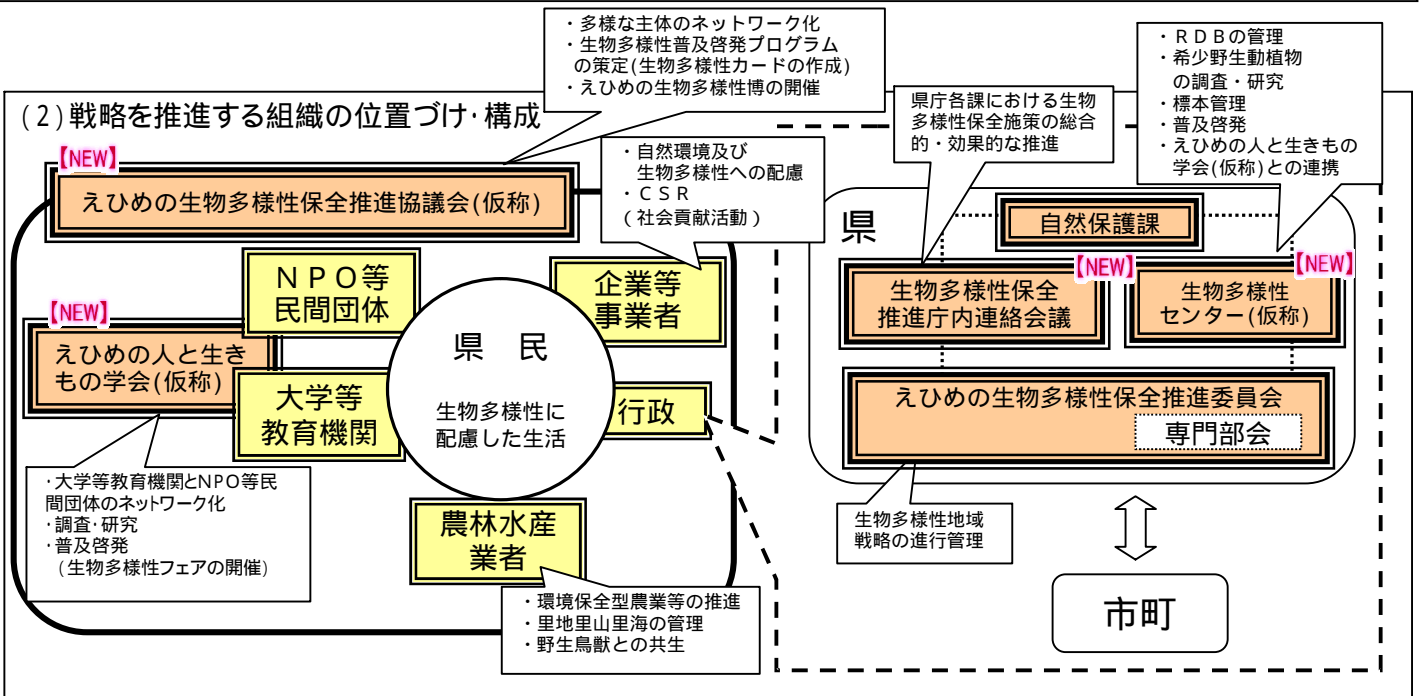 ・多様な主体のネットワーク化
・生物多様性普及啓発プログラム
の策定(生物多様性カードの作成)
・えひめの生物多様性博の開催
(2)戦略を推進する組織の位置づけ・構成
【NEW】
えひめの生物多様性保全推進協議会(仮称)
・自然環境及び
生物多様性への配慮
・CSR
(社会貢献活動)
NPO等
民間団体
企業等
事業者
【NEW】
えひめの人と生き
もの学会(仮称)
県 民
生物多様性に
配慮した生活
大学等
教育機関
行政
・大学等教育機関とNPO等民
間団体のネットワーク化
・調査・研究
・普及啓発
(生物多様性フェアの開催)
農林水産
業者
・環境保全型農業等の推進
・里地里山里海の管理
・野生鳥獣との共生
県庁各課における生物
多様性保全施策の総合
的・効果的な推進
・RDBの管理
・希少野生動植物
の調査・研究
・標本管理
・普及啓発
・えひめの人と生きもの
学会(仮称)との連携
県
自然保護課
【NEW】
生物多様性保全
推進庁内連絡会議
【NEW】
生物多様性
センター(仮称)
えひめの生物多様性保全推進委員会
専門部会
生物多様性地域
戦略の進行管理
市町